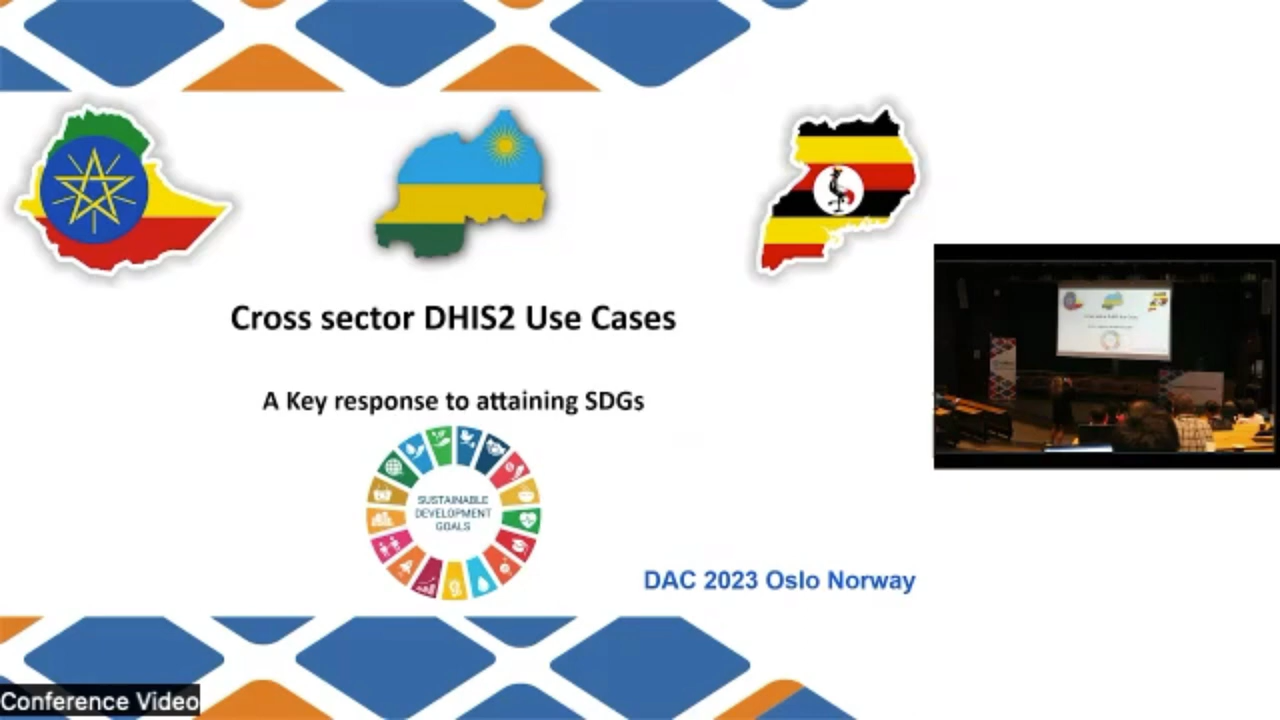 Cross sector DHIS2 Use Cases
A Key response to attaining SDGs
SUSTAINABLE
DEVELOPMENT
GOALS
DAC 2023 Oslo Norway
Conference Video